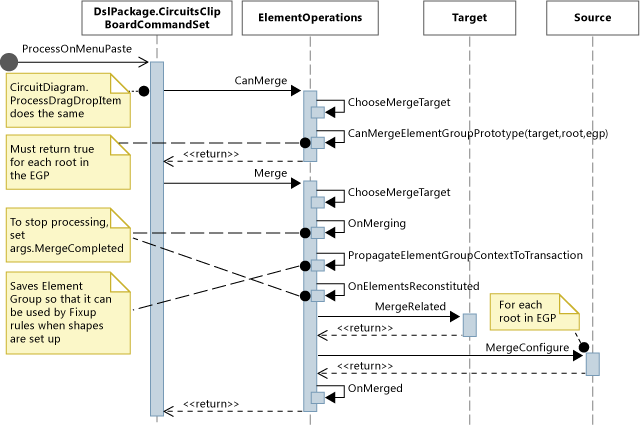 DslPackage.CircuitsClip
BoardCommandSet
ElementOperations
Target
Source
ProcessOnMenuPaste
CircuitDiagram.
ProcessDragDropItem
does the same
CanMerge
ChooseMergeTarget
CanMergeElementGroupPrototype(target,root,egp)
Must return true
for each root in
the EGP
<<return>>
Merge
ChooseMergeTarget
To stop processing,
set
args.MergeCompleted
OnMerging
PropagateElementGroupContextToTransaction
Saves Element
Group so that it can
be used by Fixup
rules when shapes
are set up
OnElementsReconstituted
MergeRelated
For each
root in EGP
<<return>>
MergeConfigure
<<return>>
OnMerged
<<return>>